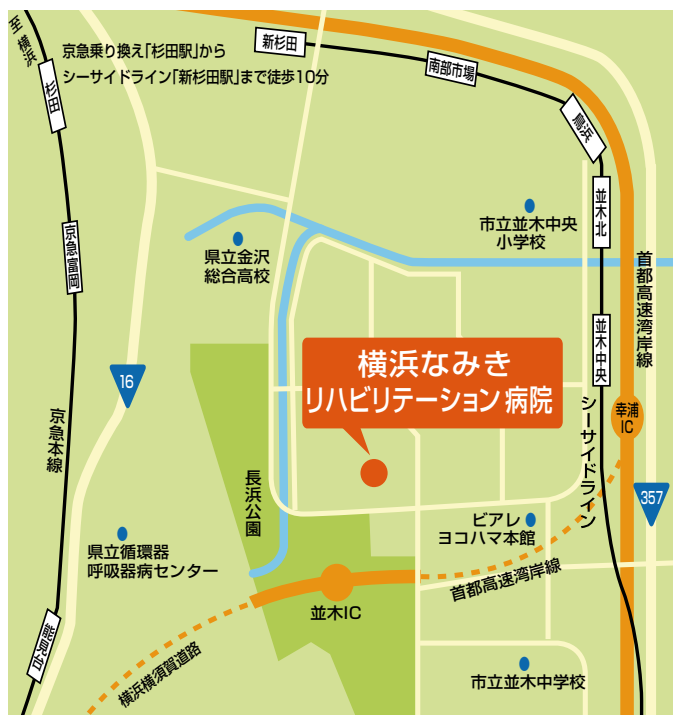 至横浜
京急乗り換え「杉田駅」から
シーサイドライン「新杉田駅」まで徒歩10分
杉田
新杉田
南部市場
鳥浜
並木北
京急富岡
市立並木中央
小学校
県立金沢
総合高校
首都高速湾岸線
並木中央
横浜なみき
リハビリテーション病院
16
京急本線
シーサイドライン
幸浦
IC
長浜公園
357
ビアレ
ヨコハマ本館
県立循環器
呼吸器病センター
首都高速湾岸線
並木IC
能見台
横浜横須賀道路
市立並木中学校